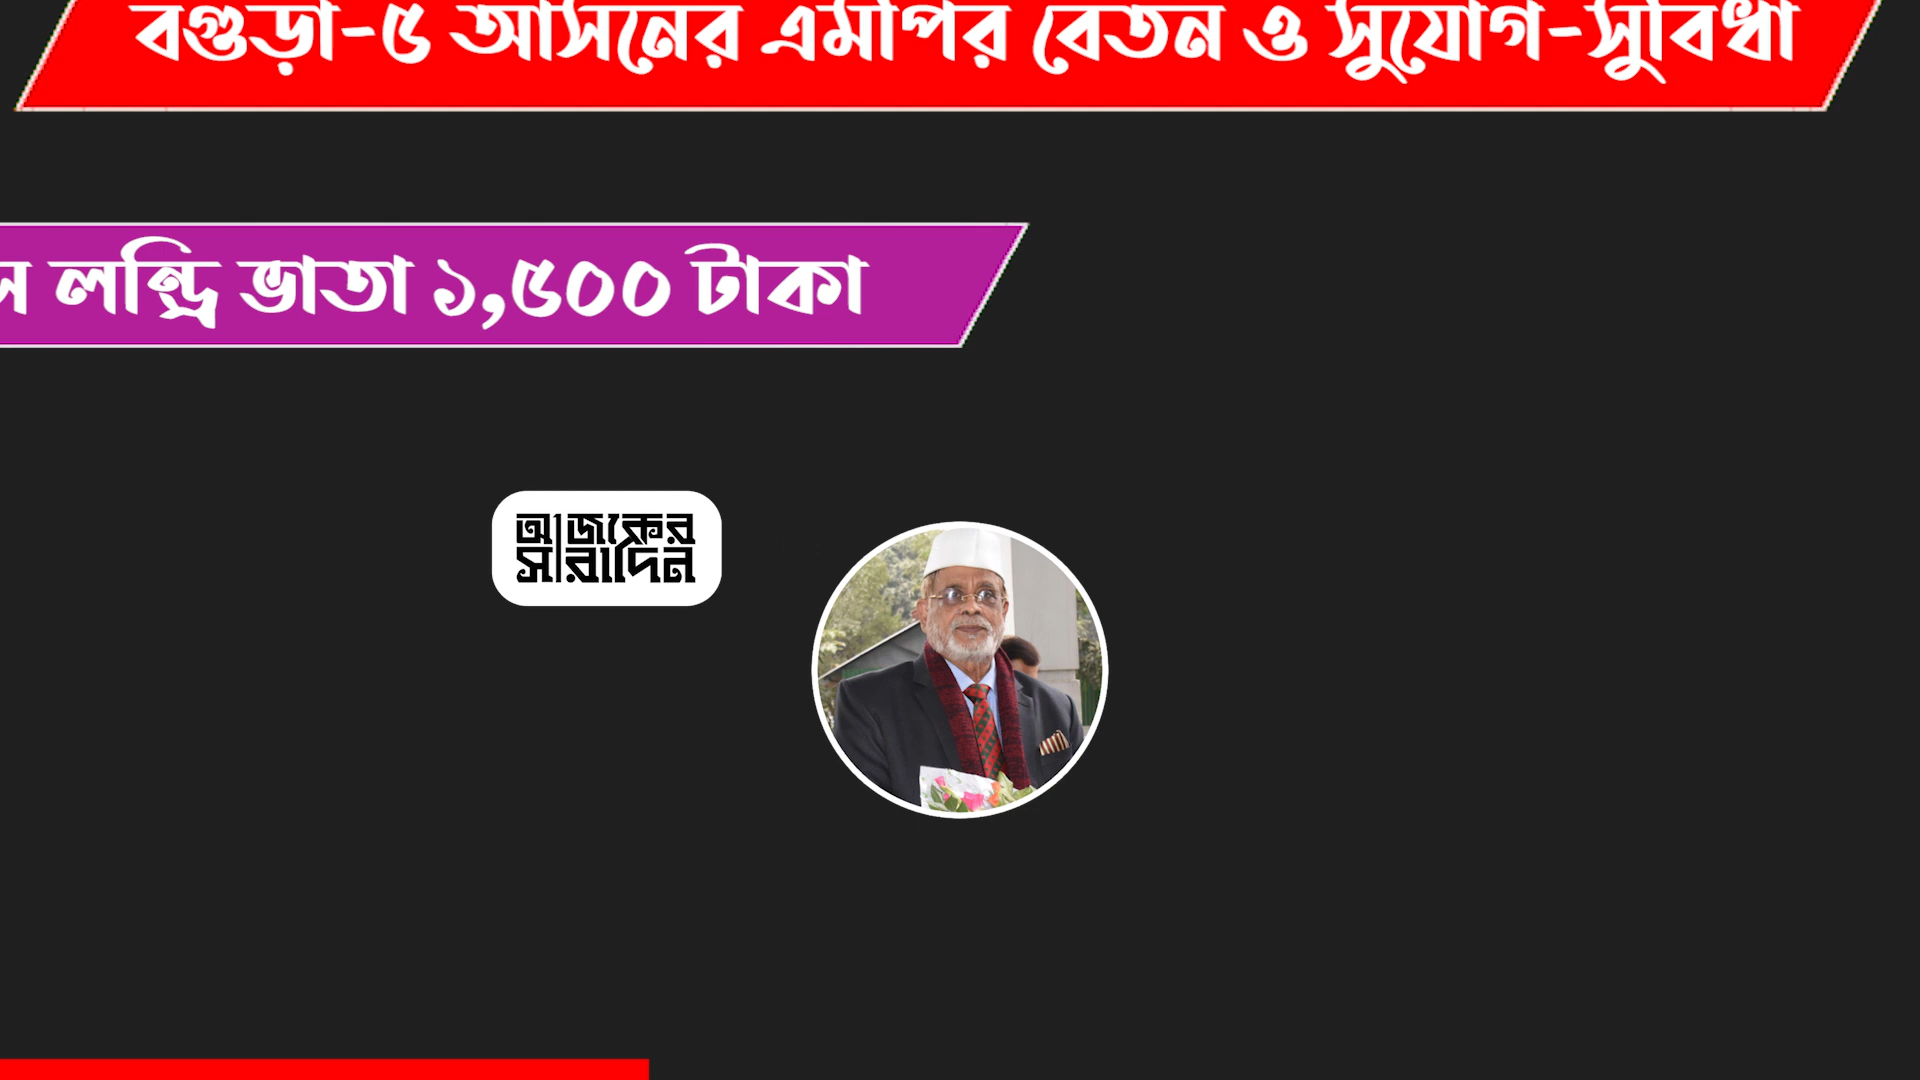 বগুড়া-৫ আসনের এমপির বেতন ও সুযোগ-সুবিধা
লন্ড্রি ভাতা ১,৫০০ টাকা
আজকের
সারাদিন